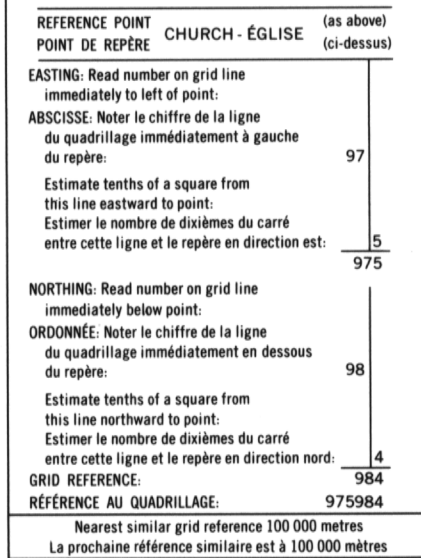 REFERENCE POINT CHURCH - ÉGLISE (as above)
POINT DE REPÈRE (ci-dessus)
EASTING: Read number on grid line
immediately to left of point:
ABSCISSE: Noter le chiffre de la ligne
du quadrillage immédiatement à gauche
du repère: 97
Estimate tenths of a square from
this line eastward to point:
Estimer le nombre de dixièmes du carré
entre cette ligne et le repère en direction est: 5
975
NORTHING: Read number on grid line
immediately below point:
ORDONNÉE: Noter le chiffre de la ligne
du quadrillage immédiatement en dessous
du repère: 98
Estimate tenths of a square from
this line northward to point:
Estimer le nombre de dixièmes du carré
entre cette ligne et le repère en direction nord: 4
GRID REFERENCE: 984
RÉFÉRENCE AU QUADRILLAGE: 975984
Nearest similar grid reference 100 000 metres
La prochaine référence similaire est à 100 000 mètres